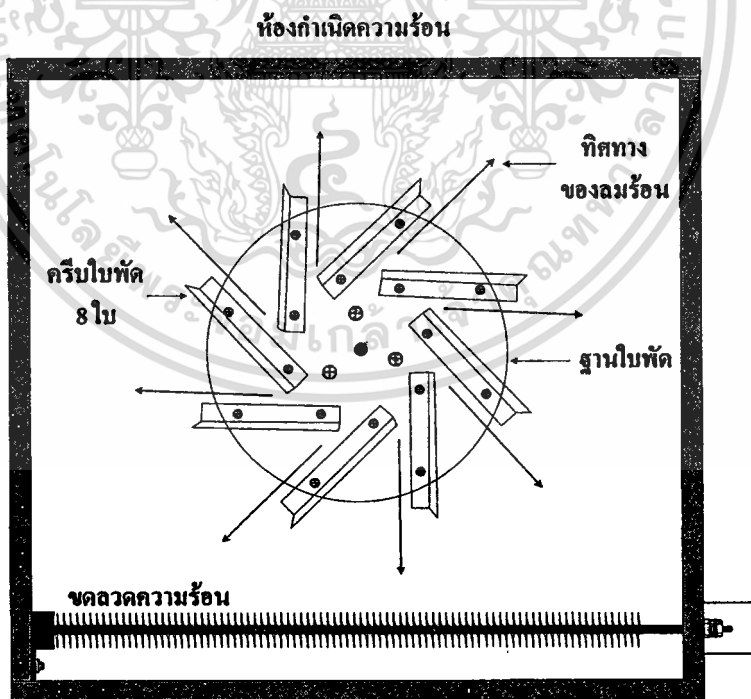 ห้องกำเนิดความร้อน
ทิศทาง
ของลมร้อน
ครีบใบพัด
8 ใบ
ฐานใบพัด
ขดลวดความร้อน